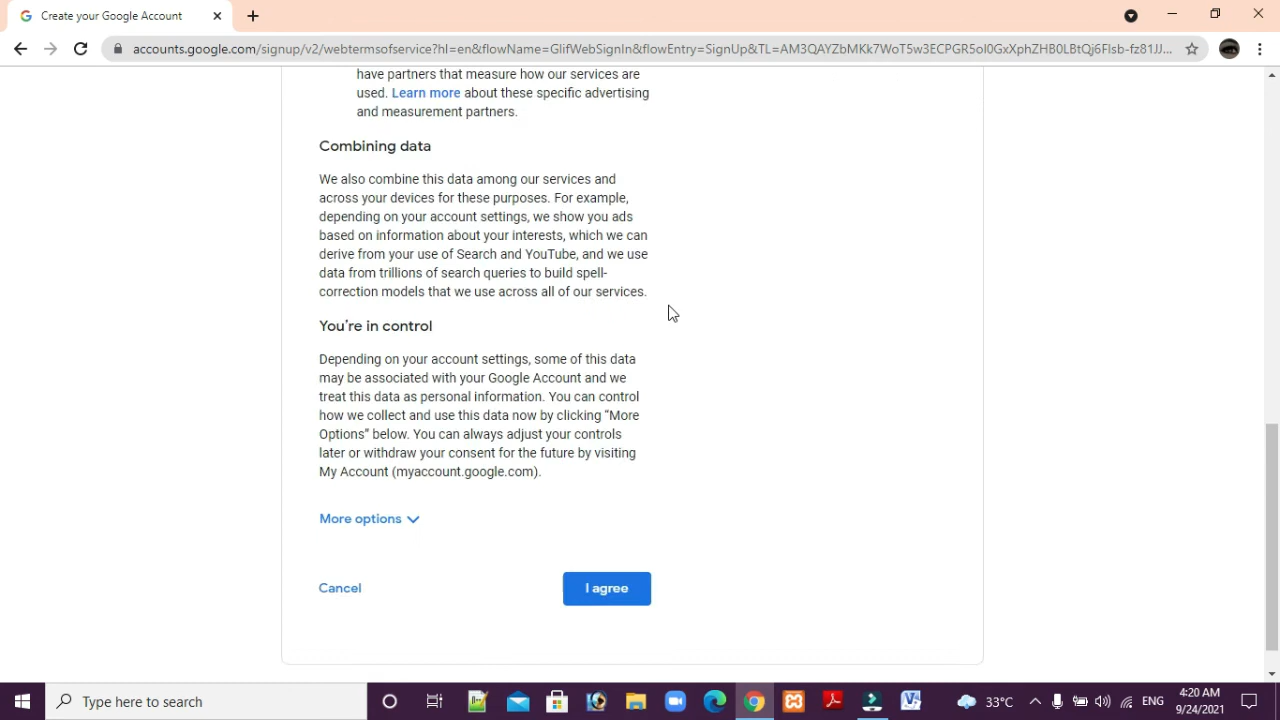 Create your Google Account
accounts.google.com/signup/v2/webtermsofservice?hl=en&flowName=GlifWebSignIn&flowEntry=SignUp&TL=AM3QAYZbMKk7WoT5w3ECPGR5ol0GxXphZHB0LBtQj6Flsb-fz81JJ...
have partners that measure how our services are
used. Learn more about these specific advertising
and measurement partners.
Combining data
We also combine this data among our services and
across your devices for these purposes. For example,
depending on your account settings, we show you ads
based on information about your interests, which we can
derive from your use of Search and YouTube, and we use
data from trillions of search queries to build spell-
correction models that we use across all of our services.
You're in control
Depending on your account settings, some of this data
may be associated with your Google Account and we
treat this data as personal information. You can control
how we collect and use this data now by clicking “More
Options” below. You can always adjust your controls
later or withdraw your consent for the future by visiting
My Account (myaccount.google.com).
More options
Cancel
I agree
Type here to search
33°C
ENG
4:20 AM
9/24/2021